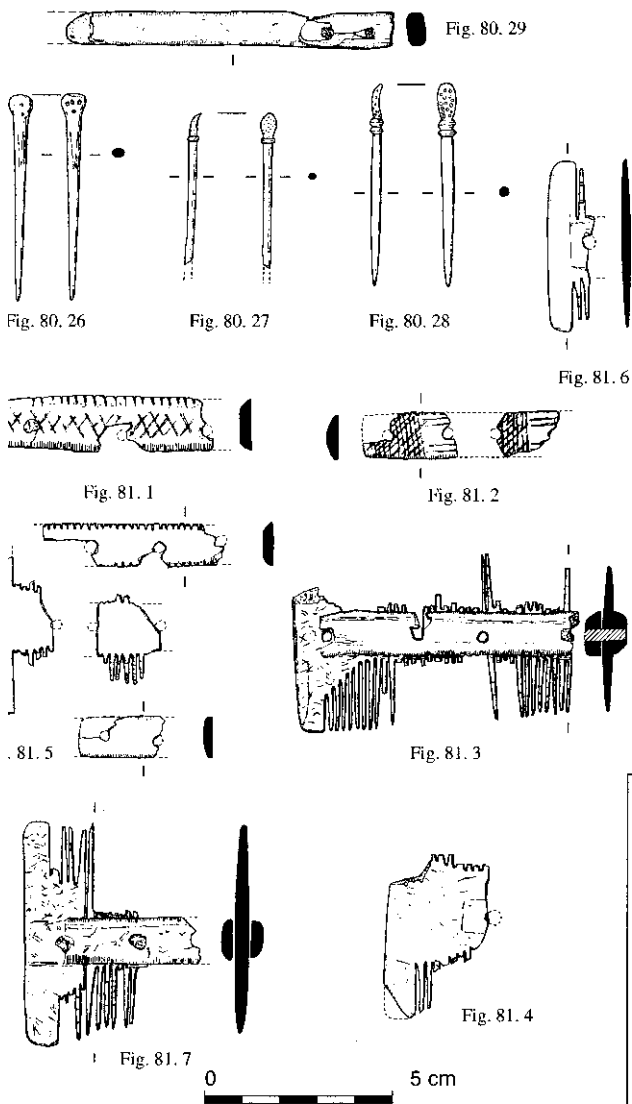 Fig. 80. 29
Fig. 80. 26
Fig. 80. 27
Fig. 80. 28
Fig. 81. 6
Fig. 81. 1
Fig. 81. 2
. 81. 5
Fig. 81. 3
Fig. 81. 4
Fig. 81. 7
0 5 cm